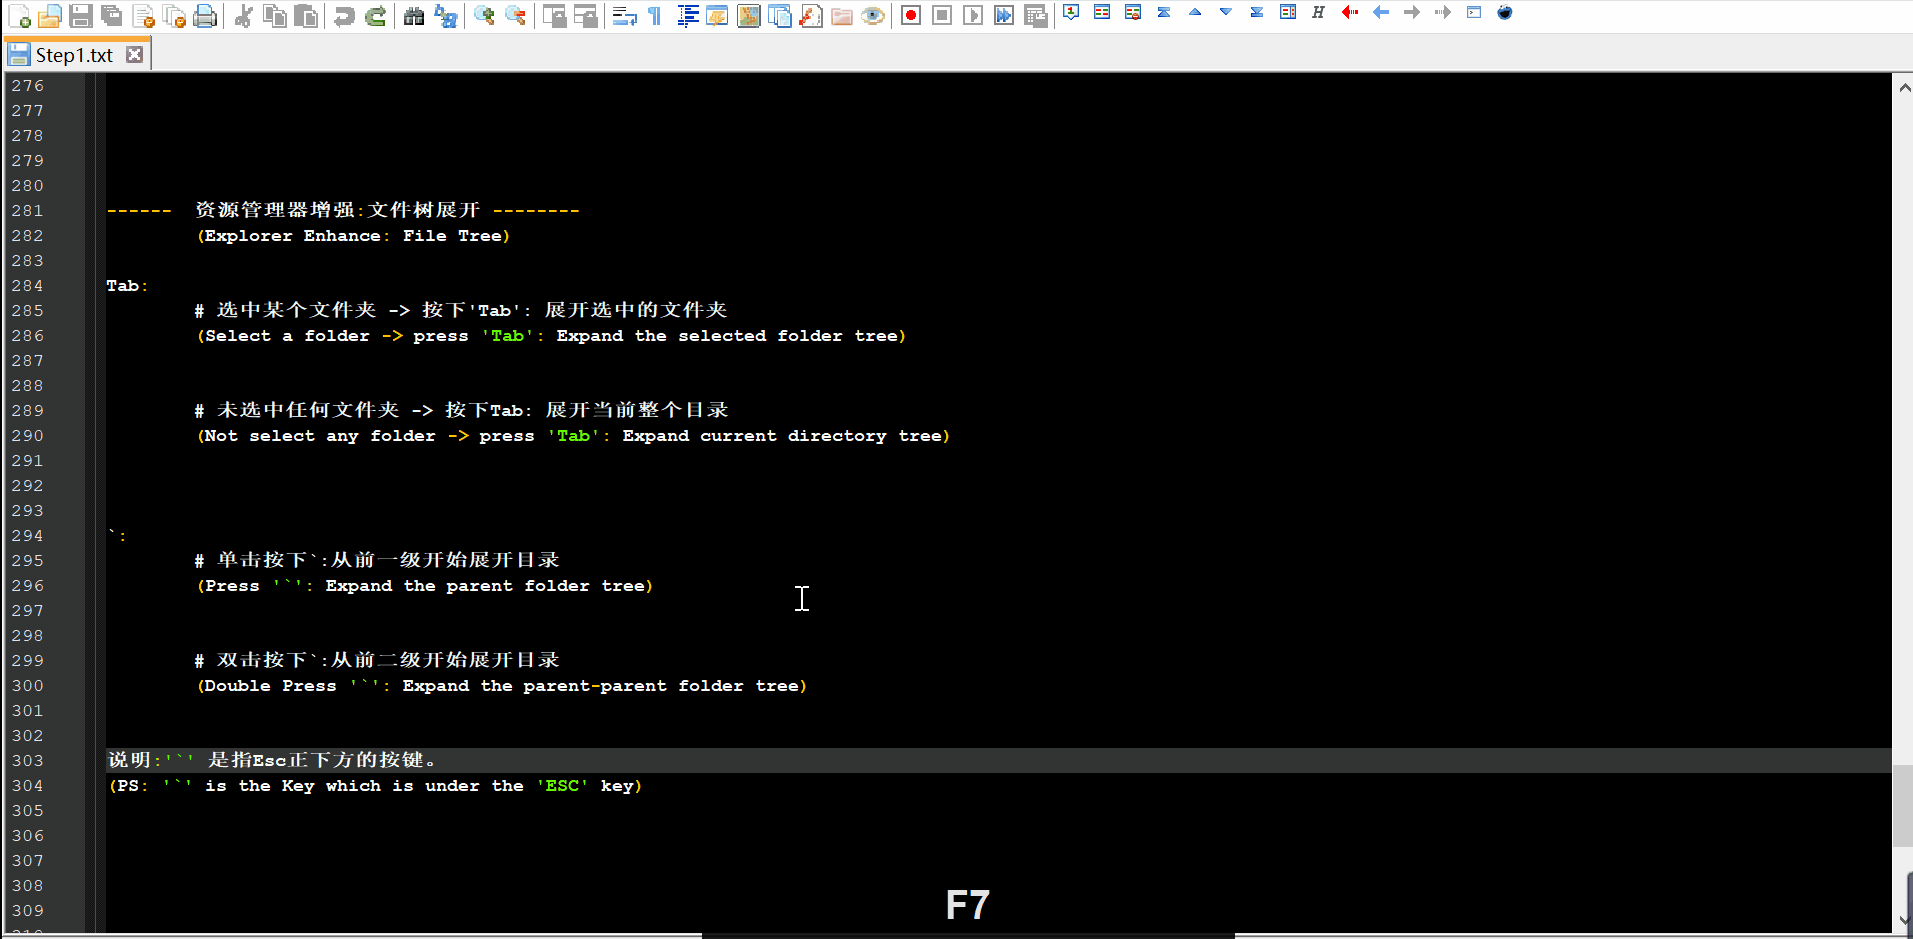 Step1.txt
276
277
278
279
280
281 ------ 资源管理器增强:文件树展开 --------
282 (Explorer Enhance: File Tree)
283
284 Tab:
285 # 选中某个文件夹 -> 按下'Tab': 展开选中的文件夹
286 (Select a folder -> press 'Tab': Expand the selected folder tree)
287
288
289 # 未选中任何文件夹 -> 按下Tab: 展开当前整个目录
290 (Not select any folder -> press 'Tab': Expand current directory tree)
291
292
293
294 `:
295 # 单击按下`:从前一级开始展开目录
296 (Press '`': Expand the parent folder tree)
297
298
299 # 双击按下`:从前二级开始展开目录
300 (Double Press '`': Expand the parent-parent folder tree)
301
302
303 说明:'`' 是指Esc正下方的按键。
304 (PS: '`' is the Key which is under the 'ESC' key)
305
306
307
308
309
F7